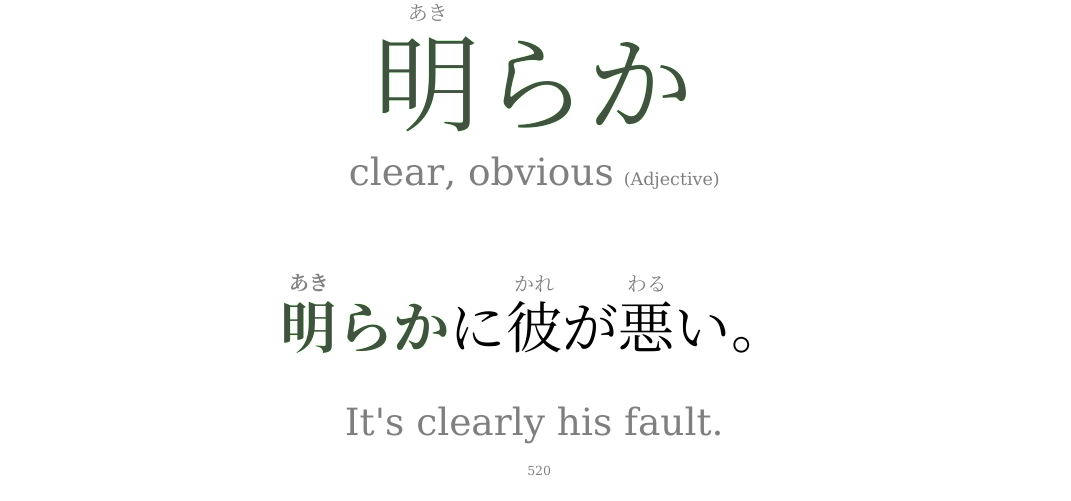 あき
明らか
clear, obvious (Adjective)
あき かれ わる
明らかに彼が悪い。
It's clearly his fault.
520